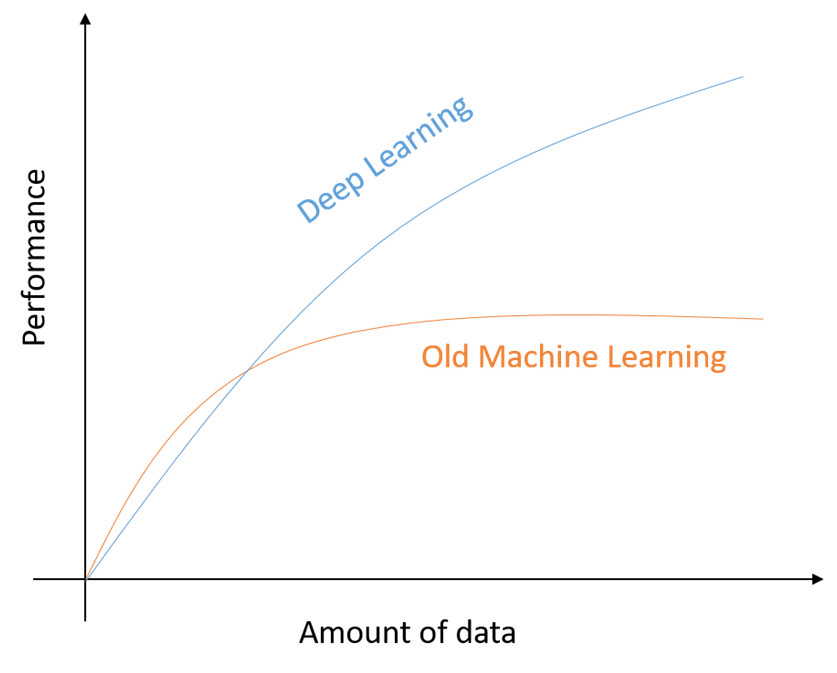 Deep Learning
Performance
Old Machine Learning
Amount of data